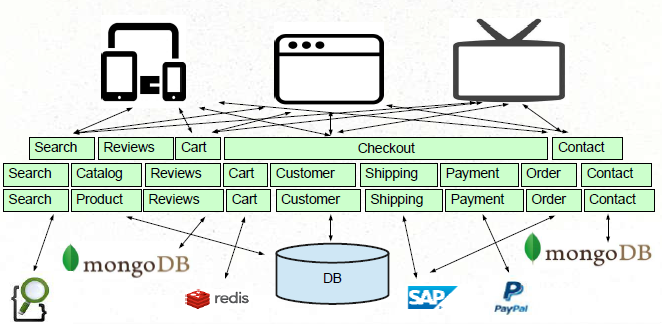 Search Reviews Cart Checkout Contact
Search Catalog Reviews Cart Customer Shipping Payment Order Contact
Search Product Reviews Cart Customer Shipping Payment Order Contact
mongoDB
mongoDB
DB
redis
SAP
PayPal